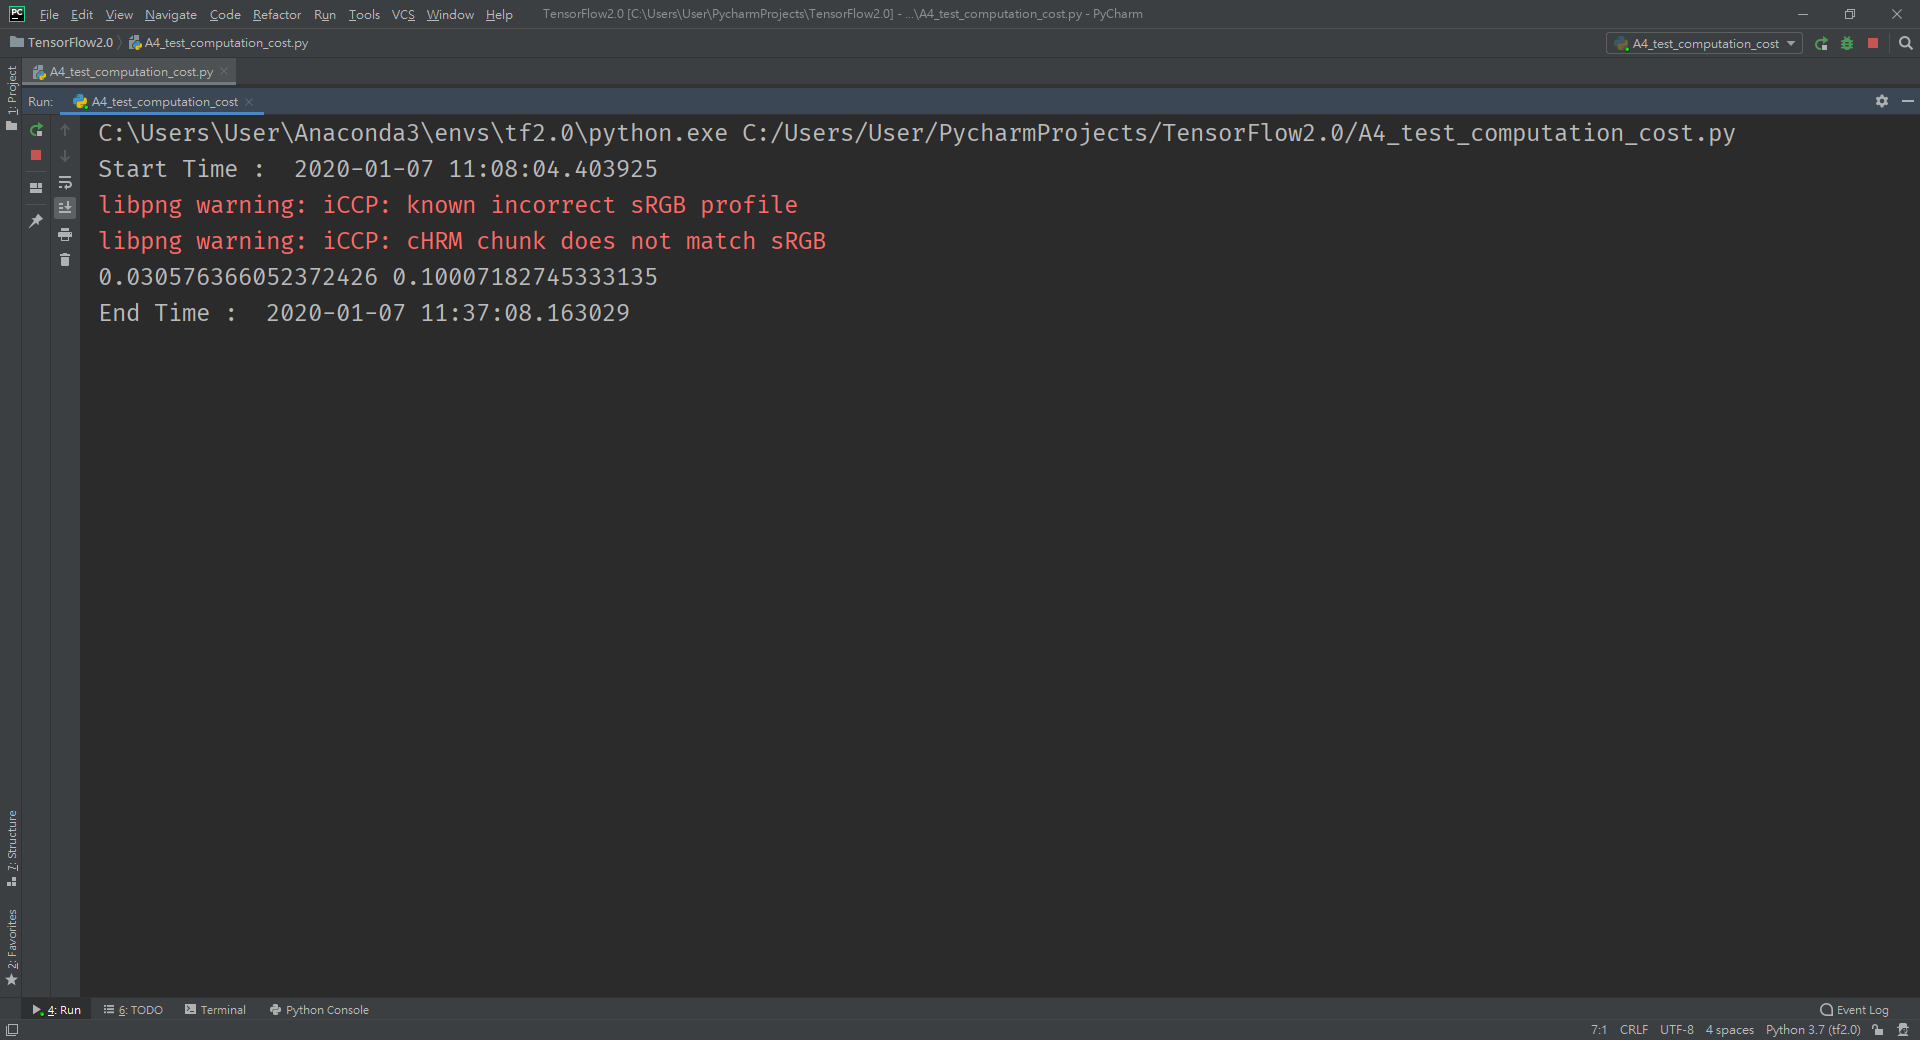 File Edit View Navigate Code Refactor Run Tools VCS Window Help TensorFlow2.0 [C:\Users\User\PycharmProjects\TensorFlow2.0] - ...\A4_test_computation_cost.py - PyCharm
TensorFlow2.0 A4_test_computation_cost.py A4_test_computation_cost
A4_test_computation_cost.py
1: Project
Run: A4_test_computation_cost
C:\Users\User\Anaconda3\envs\tf2.0\python.exe C:/Users/User/PycharmProjects/TensorFlow2.0/A4_test_computation_cost.py
Start Time :  2020-01-07 11:08:04.403925
libpng warning: iCCP: known incorrect sRGB profile
libpng warning: iCCP: cHRM chunk does not match sRGB
0.030576366052372426 0.10007182745333135
End Time :  2020-01-07 11:37:08.163029
7: Structure
2: Favorites
4: Run 6: TODO Terminal Python Console Event Log
7:1 CRLF UTF-8 4 spaces Python 3.7 (tf2.0)